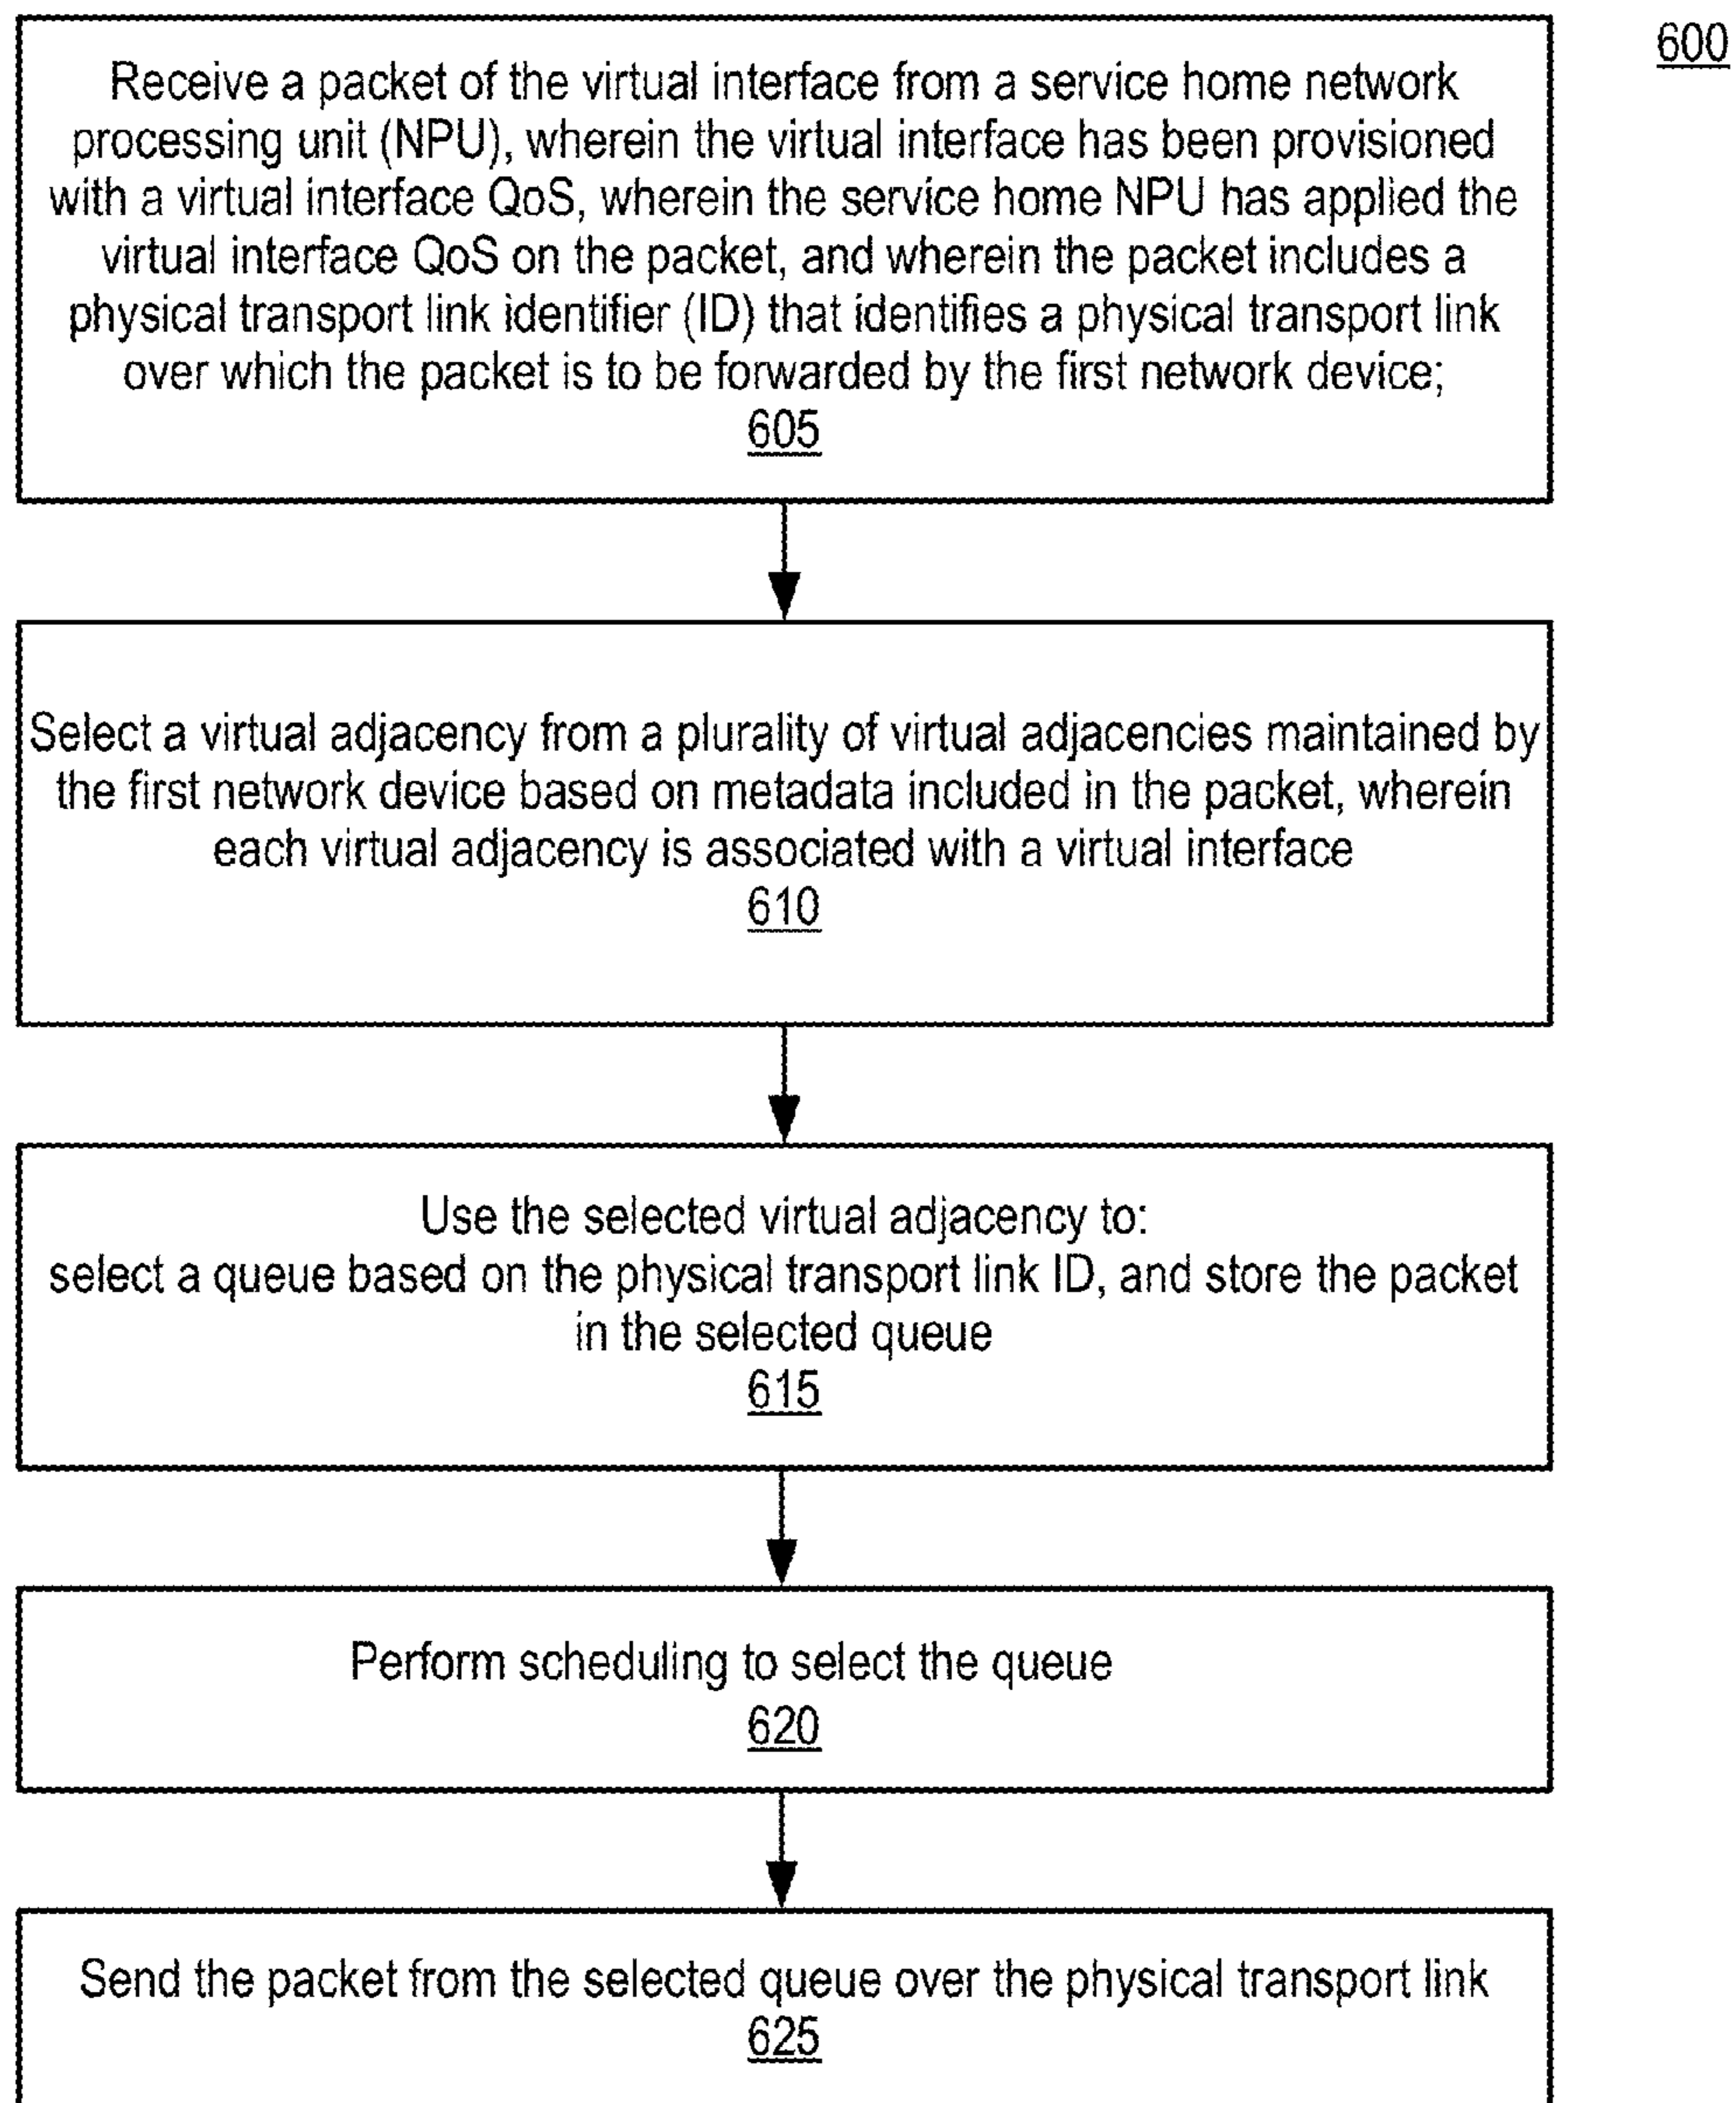 600
Receive a packet of the virtual interface from a service home network
processing unit (NPU), wherein the virtual interface has been provisioned
with a virtual interface QoS, wherein the service home NPU has applied the
virtual interface QoS on the packet, and wherein the packet includes a
physical transport link identifier (ID) that identifies a physical transport link
over which the packet is to be forwarded by the first network device;
605
Select a virtual adjacency from a plurality of virtual adjacencies maintained by
the first network device based on metadata included in the packet, wherein
each virtual adjacency is associated with a virtual interface
610
Use the selected virtual adjacency to:
select a queue based on the physical transport link ID, and store the packet
in the selected queue
615
Perform scheduling to select the queue
620
Send the packet from the selected queue over the physical transport link
625